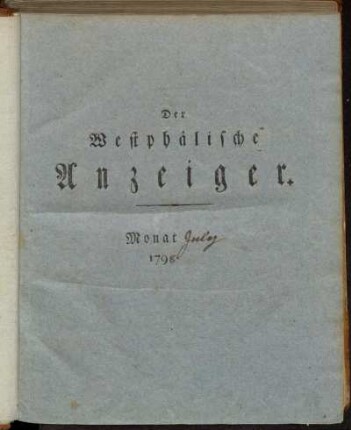 Der
Westphälische
Anzeiger.
Monat July
1798